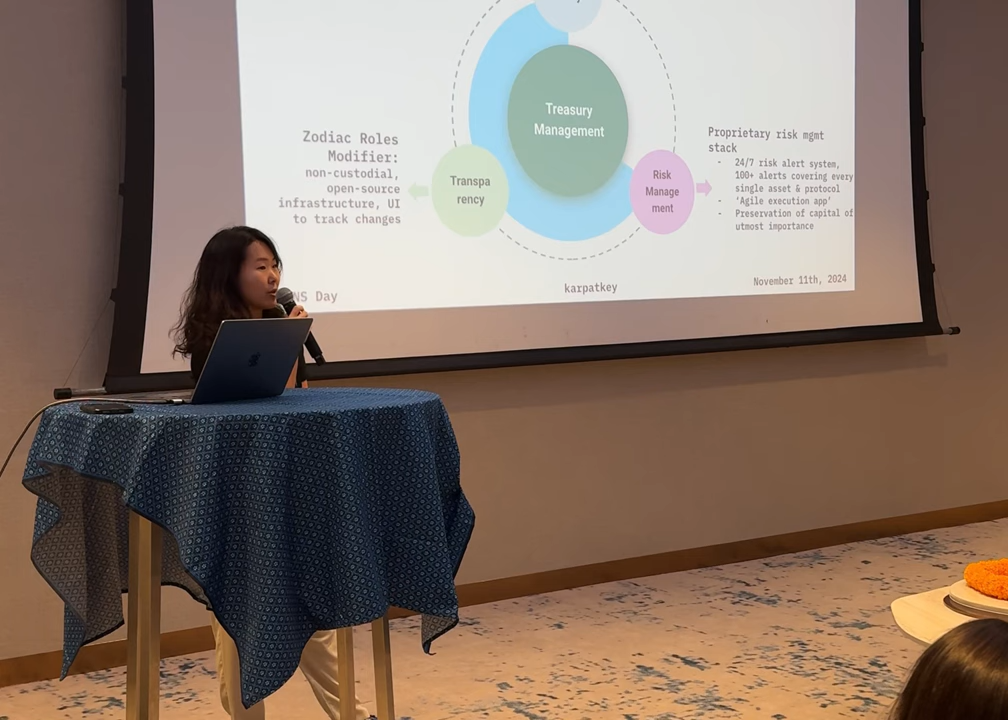 Treasury
Management
Zodiac Roles
Modifier:
non-custodial,
open-source
infrastructure, UI
to track changes
Transpa
rency
Risk
Manage
ment
Proprietary risk mgmt
stack
- 24/7 risk alert system,
100+ alerts covering every
single asset & protocol
- ‘Agile execution app’
- Preservation of capital of
utmost importance
NS Day
karpatkey
November 11th, 2024